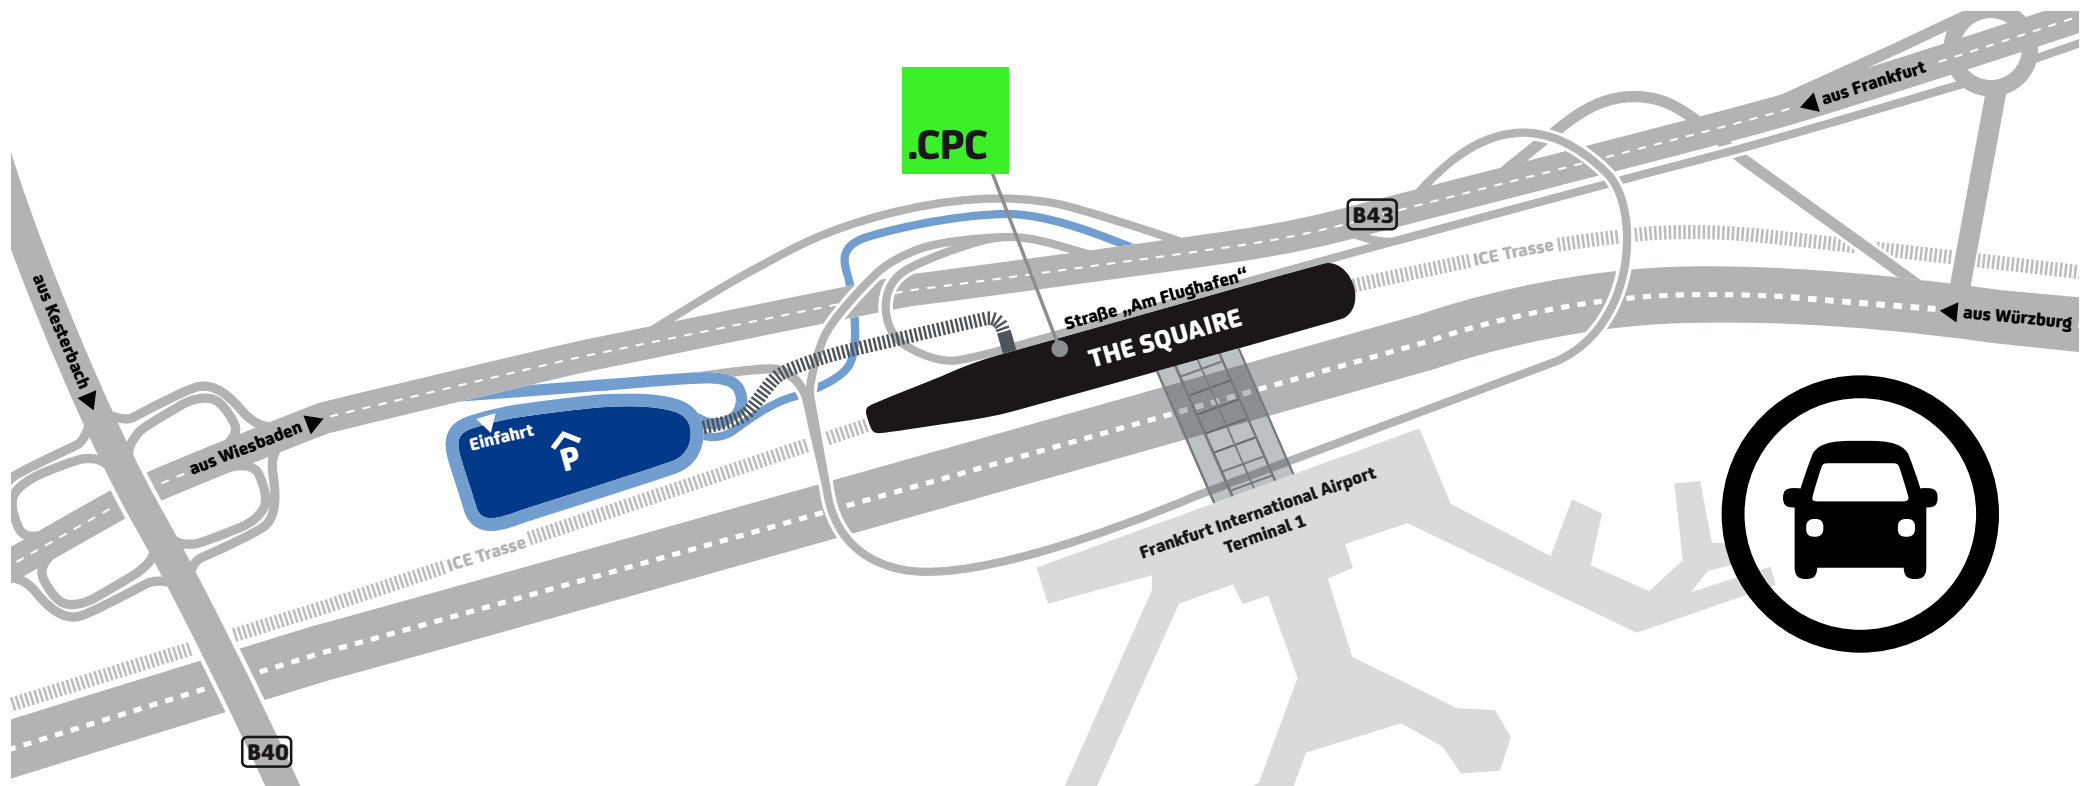 .CPC
aus Frankfurt
B43
Straße „Am Flughafen“
THE SQUAIRE
ICE Trasse
aus Würzburg
aus Kesterbach
aus Wiesbaden
Einfahrt
P
ICE Trasse
Frankfurt International Airport
Terminal 1
B40